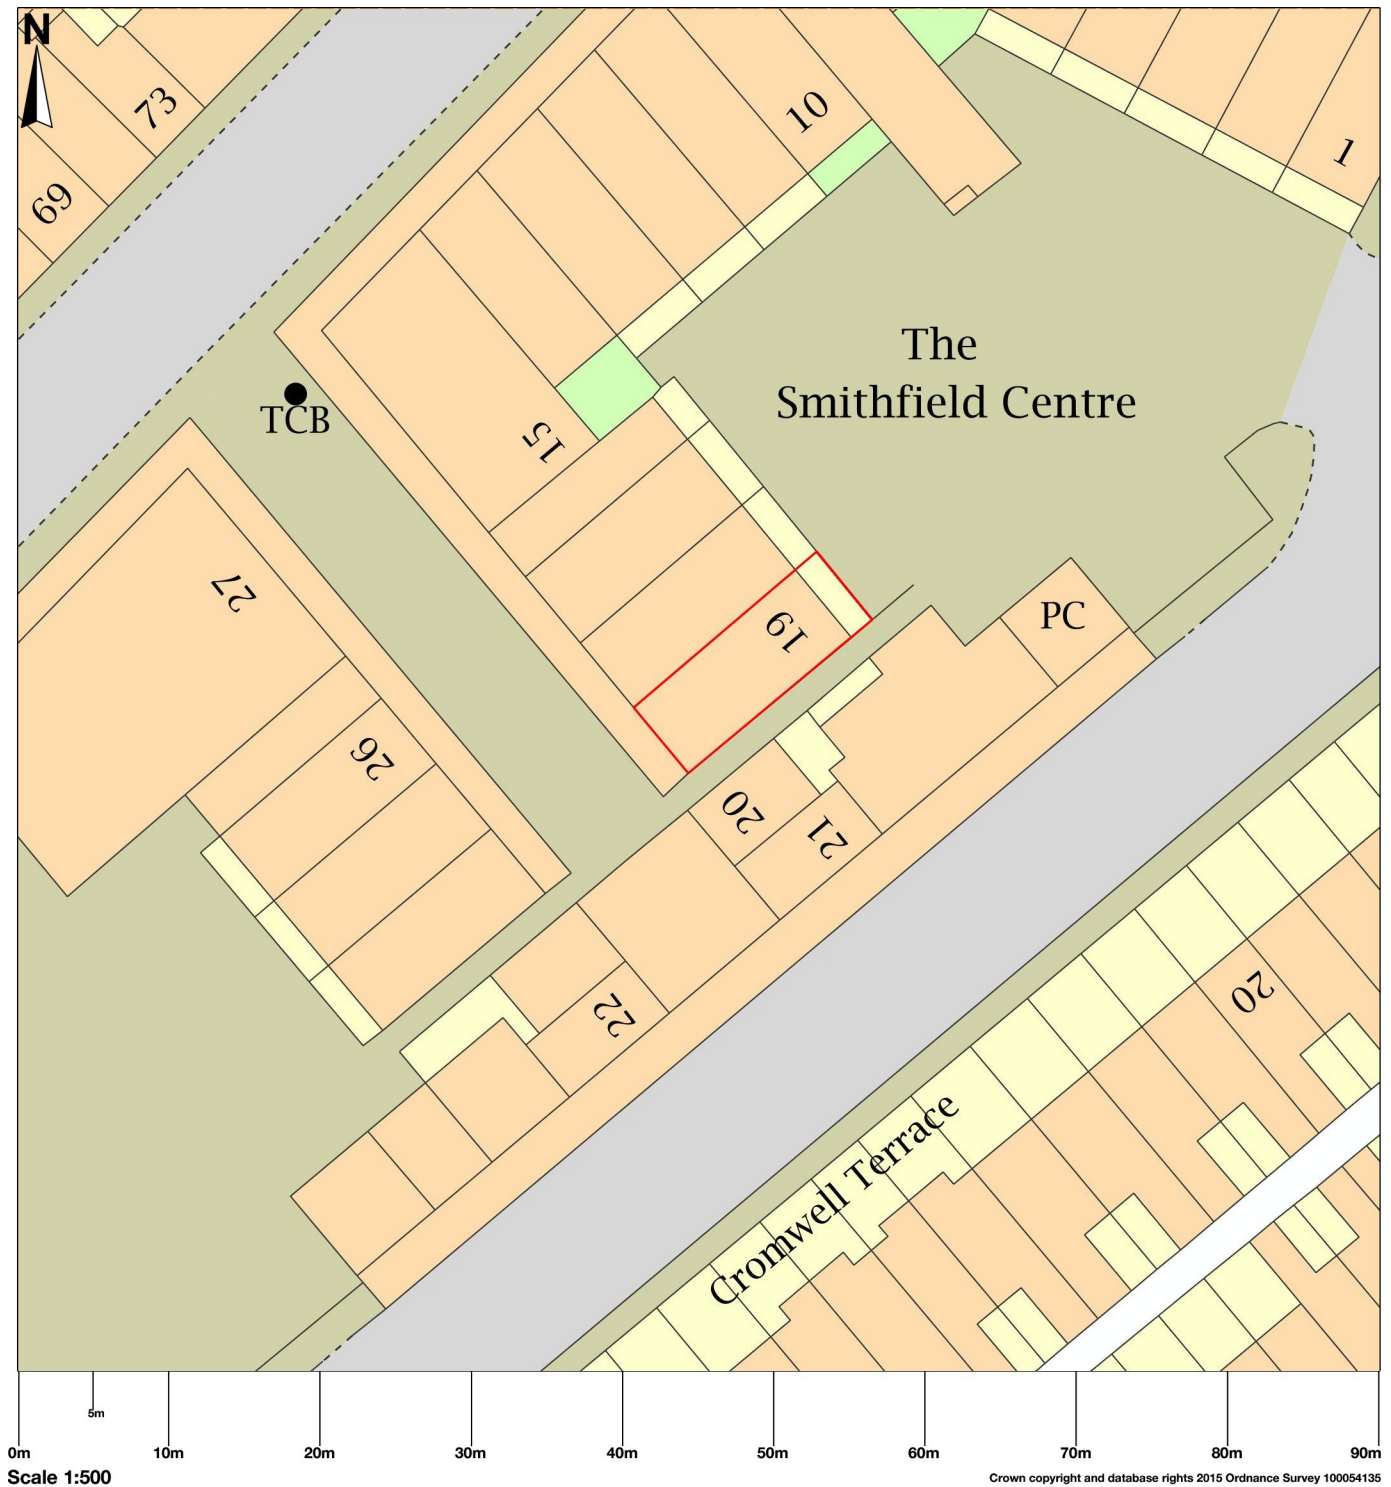 N
73
69
10
1
The
Smithfield Centre
TCB
15
27
19
PC
26
20
21
22
20
Cromwell Terrace
5m
0m 10m 20m 30m 40m 50m 60m 70m 80m 90m
Scale 1:500
Crown copyright and database rights 2015 Ordnance Survey 100054135